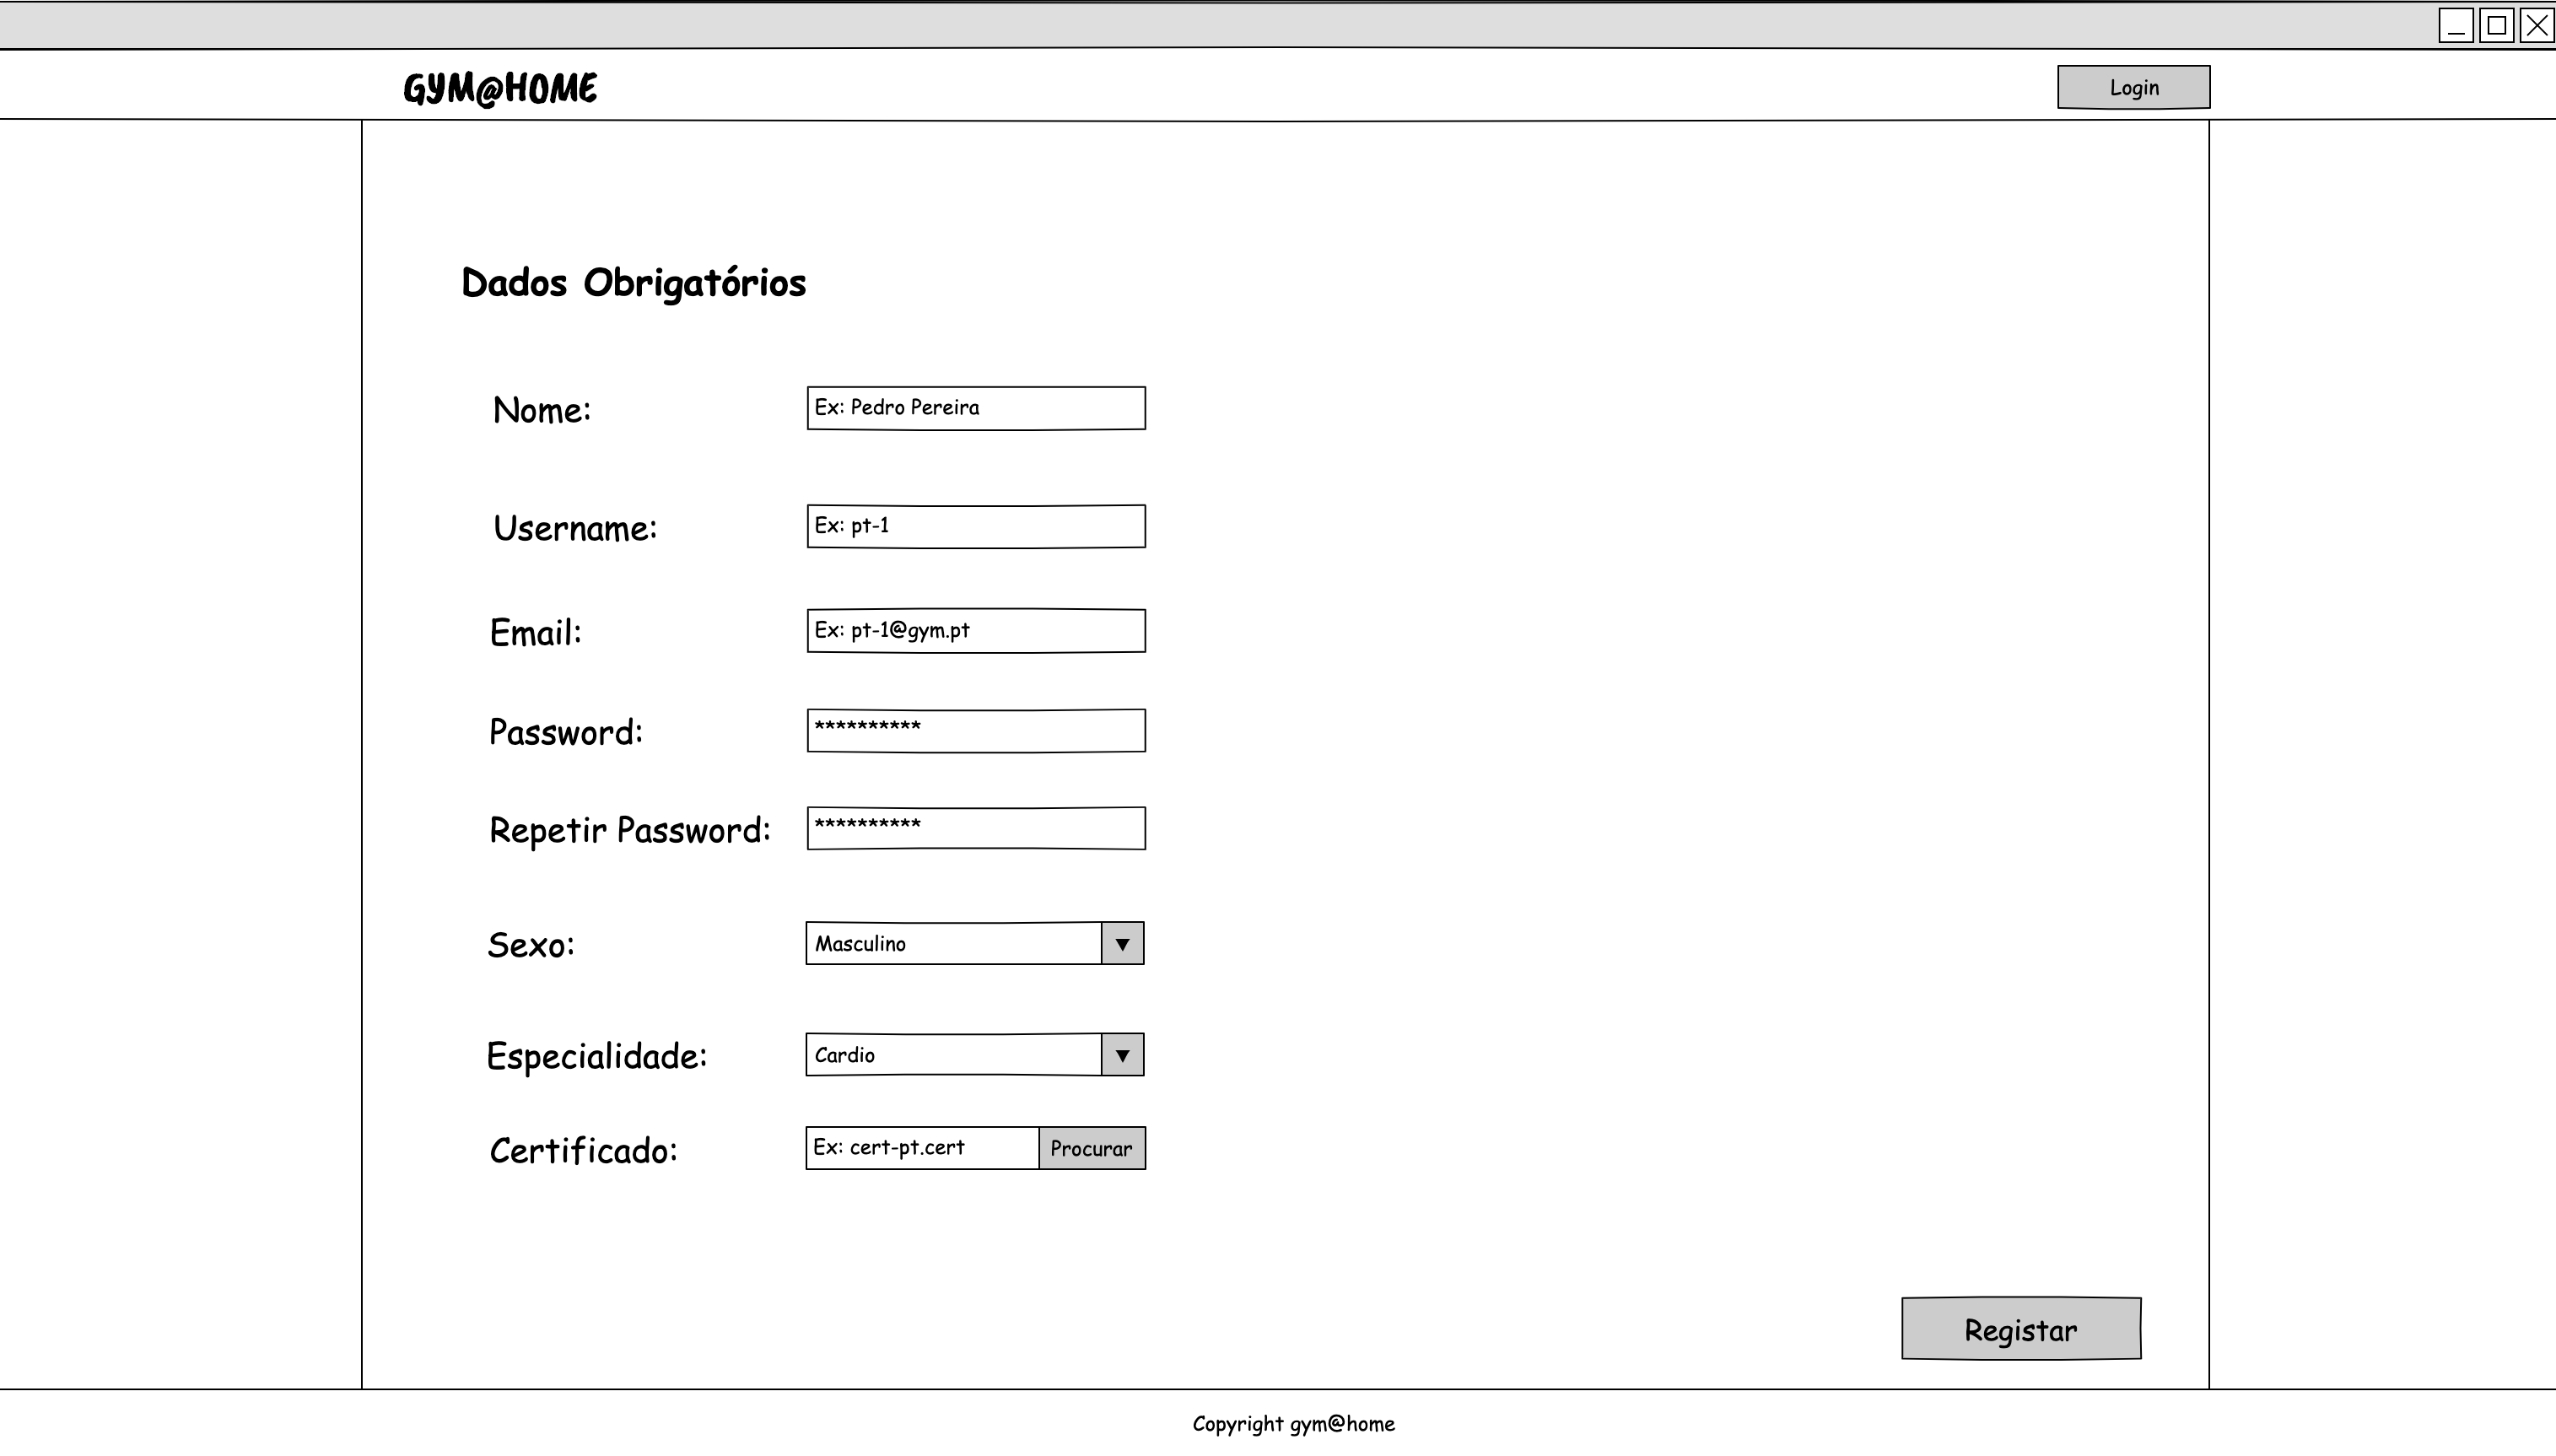 GYM@HOME
Login
Dados Obrigatórios
Nome:
Ex: Pedro Pereira
Username:
Ex: pt-1
Email:
Ex: pt-1@gym.pt
Password:
**********
Repetir Password:
**********
Sexo:
Masculino
Especialidade:
Cardio
Certificado:
Ex: cert-pt.cert
Procurar
Registar
Copyright gym@home